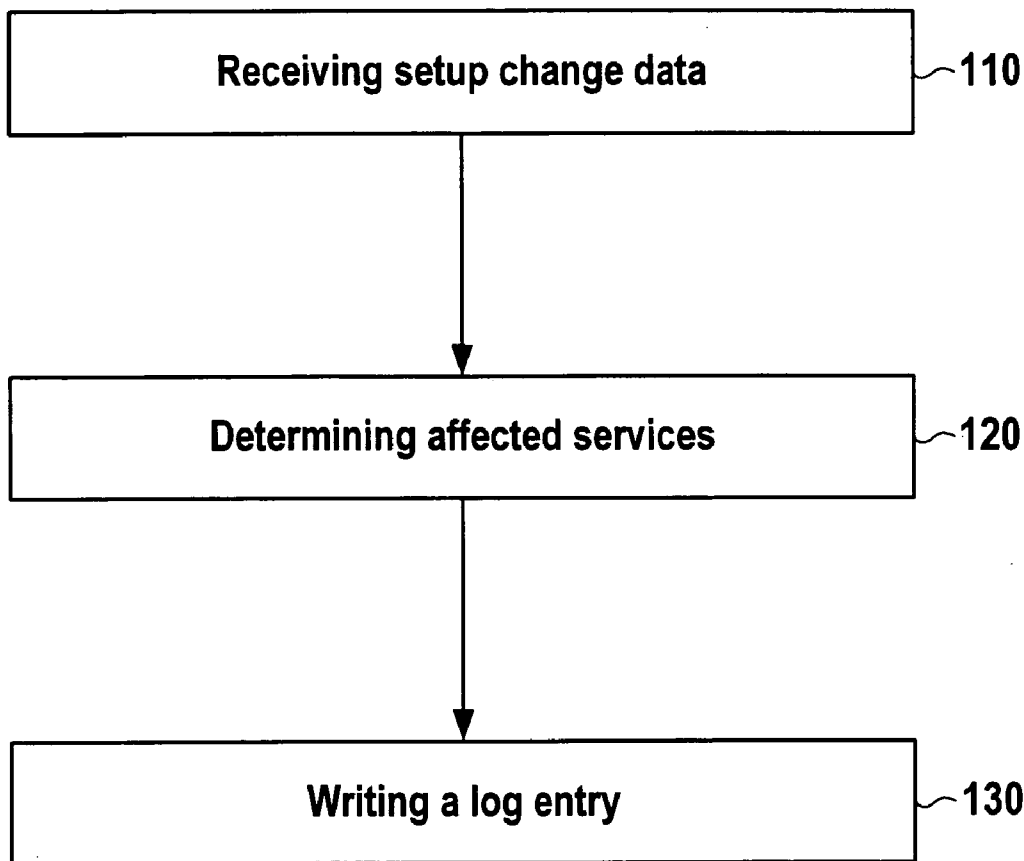 Receiving setup change data 110
Determining affected services 120
Writing a log entry 130